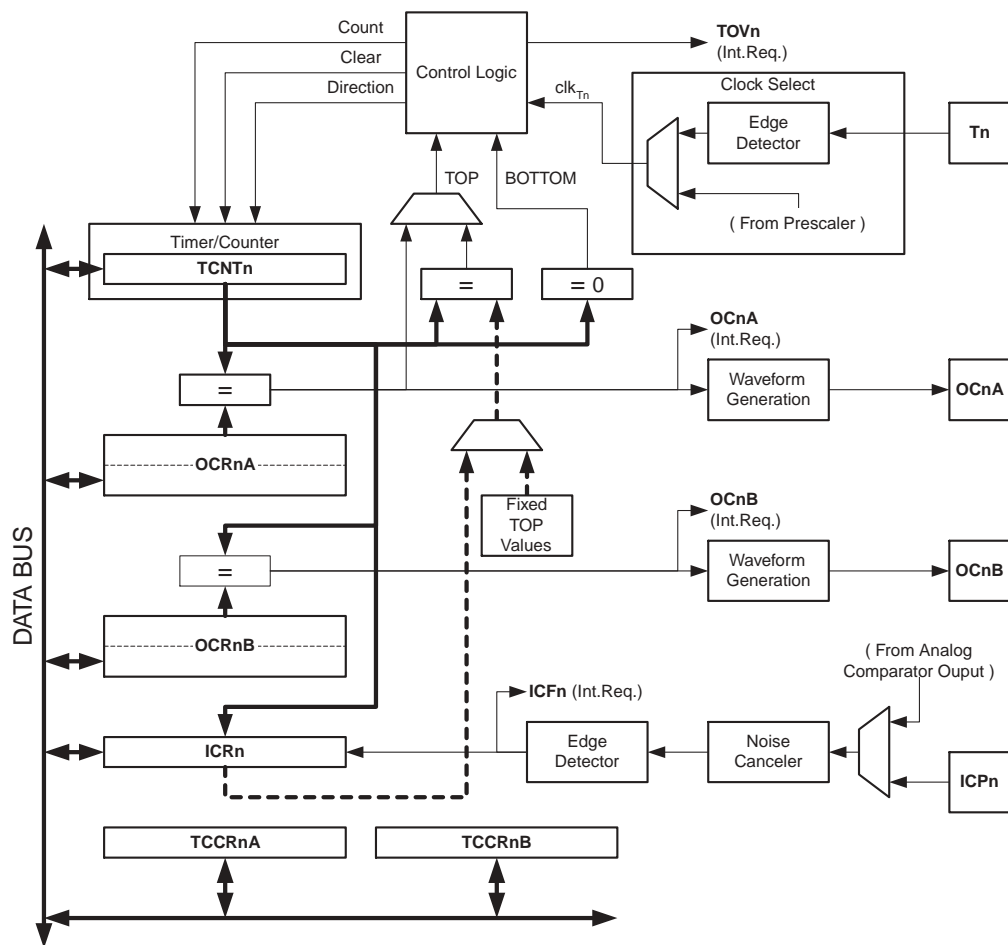 Count
Clear
Direction
Control Logic
TOVn
(Int.Req.)
clkTn
Clock Select
Edge
Detector
Tn
( From Prescaler )
TOP
BOTTOM
Timer/Counter
TCNTn
=
= 0
OCnA
(Int.Req.)
=
Waveform
Generation
OCnA
OCRnA
Fixed
TOP
Values
OCnB
(Int.Req.)
=
Waveform
Generation
OCnB
OCRnB
DATA BUS
( From Analog
Comparator Ouput )
ICFn (Int.Req.)
ICRn
Edge
Detector
Noise
Canceler
ICPn
TCCRnA
TCCRnB